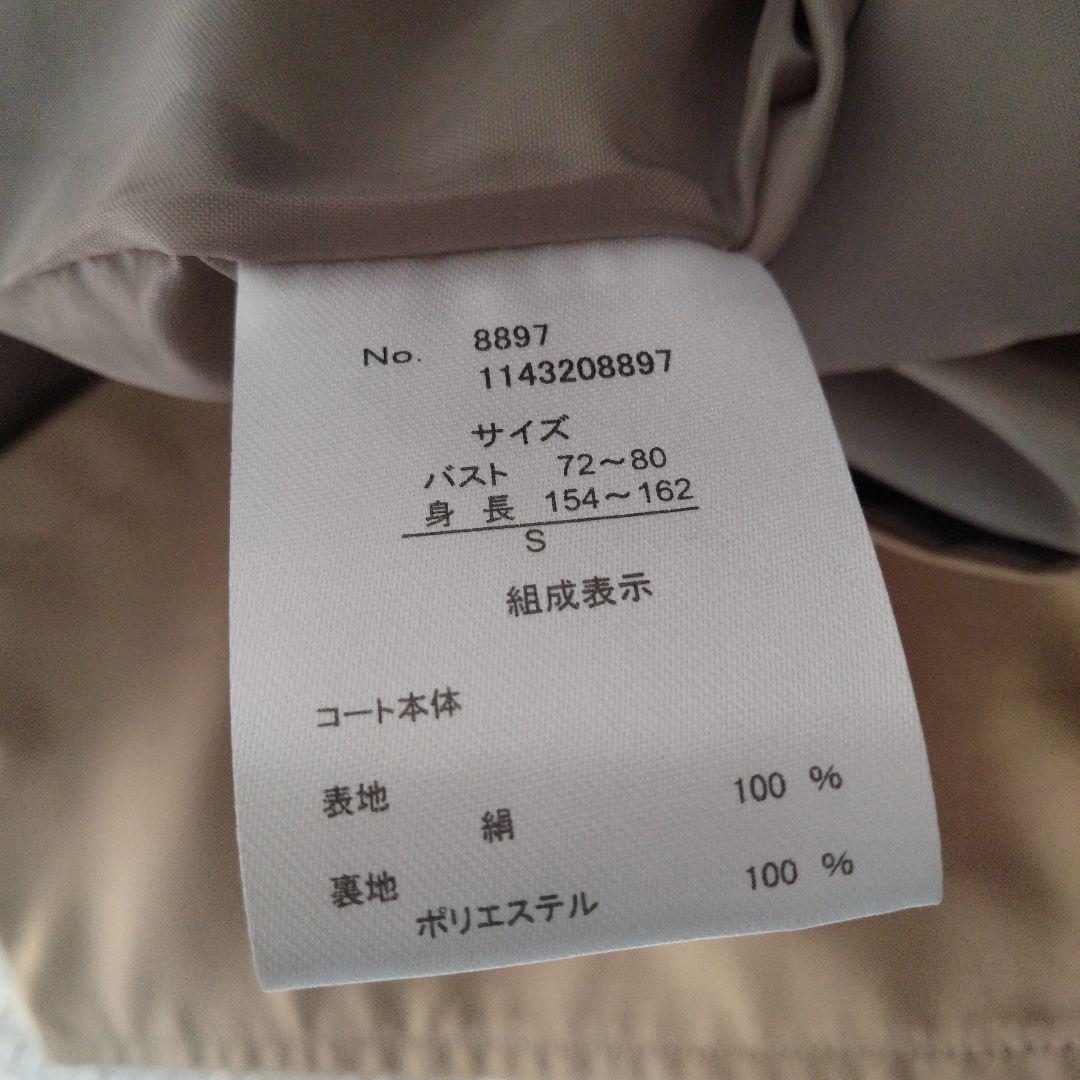 No. 8897
1143208897
サイズ
バスト 72～80
身長 154～162
S
組成表示
コート本体
表地 100 %
絹
裏地 100 %
ポリエステル